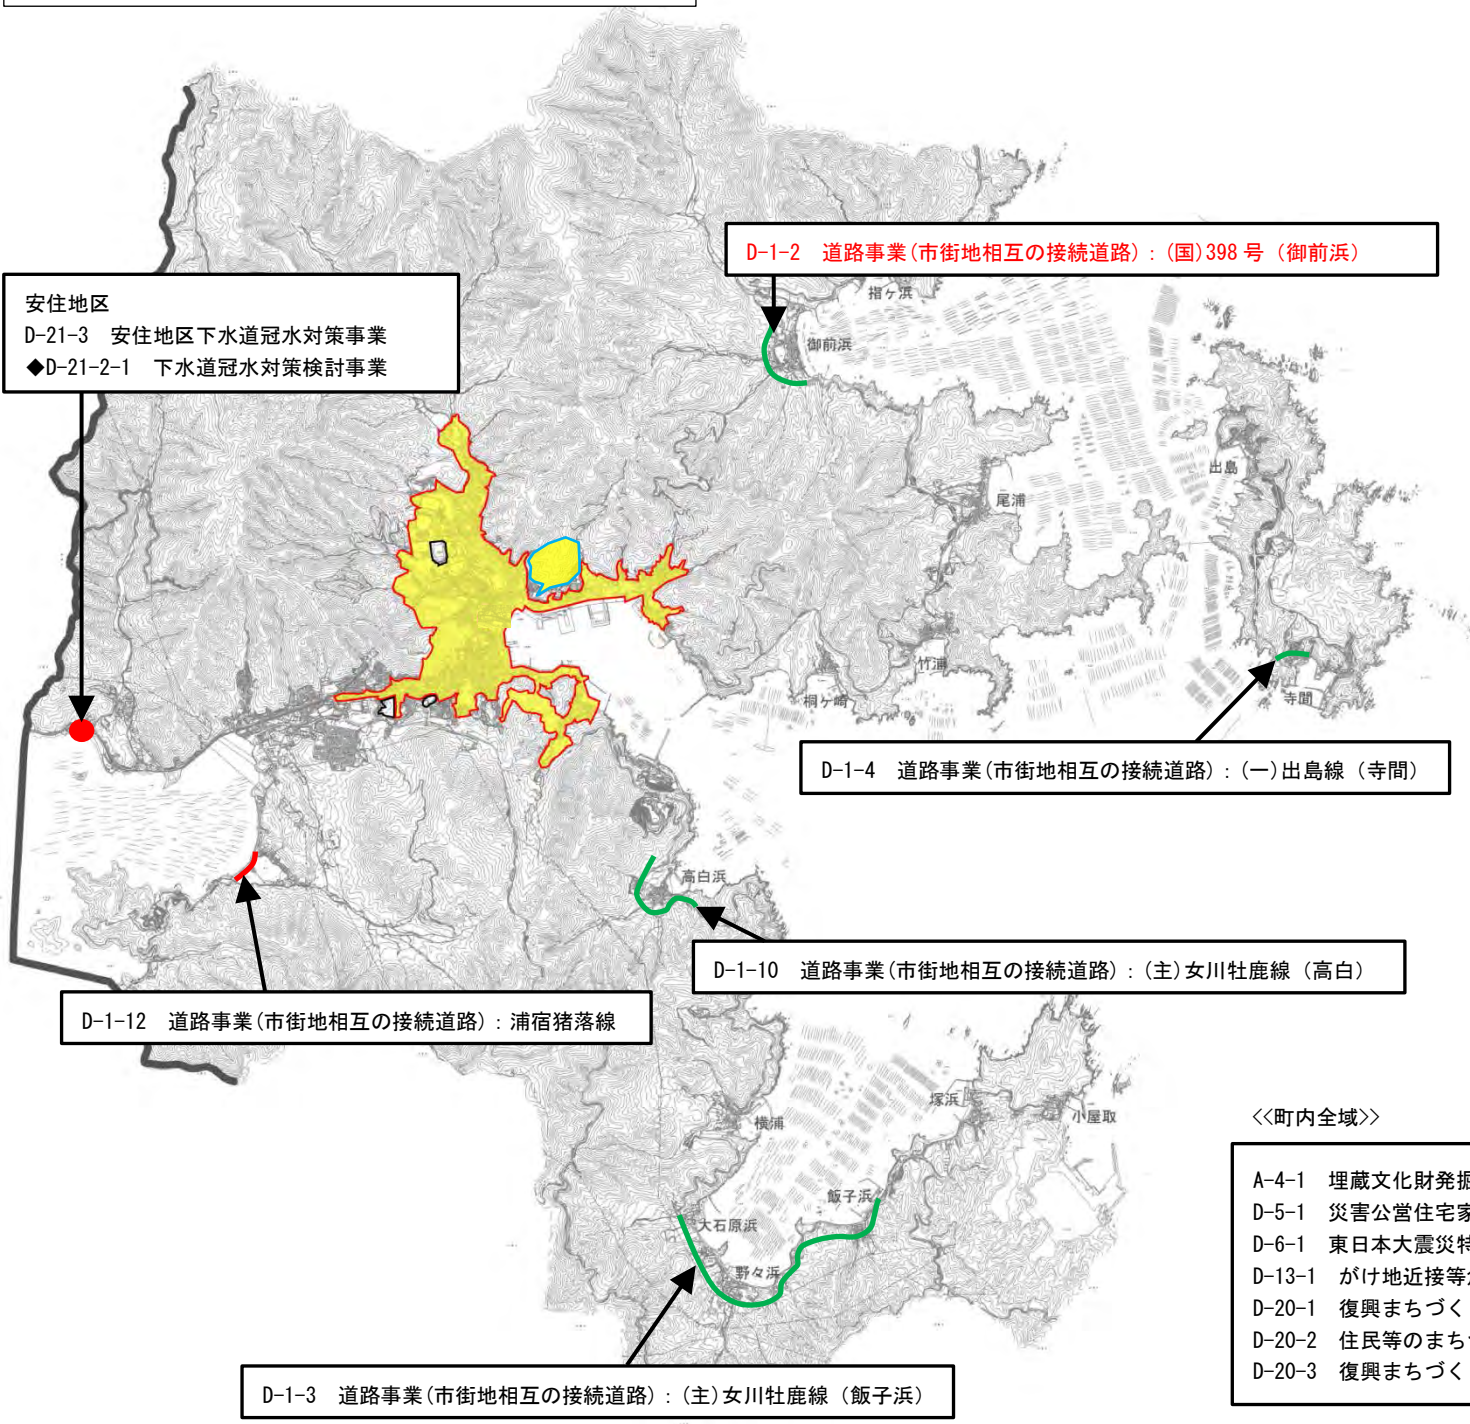 D-1-2　道路事業(市街地相互の接続道路)：(国)398号（御前浜）
指ヶ浜
安住地区
D-21-3　安住地区下水道冠水対策事業
◆D-21-2-1　下水道冠水対策検討事業
御前浜
出島
尾浦
竹浦
桐ヶ崎
寺間
D-1-4　道路事業(市街地相互の接続道路)：(一)出島線（寺間）
高白浜
D-1-10　道路事業(市街地相互の接続道路)：(主)女川牡鹿線（高白）
D-1-12　道路事業(市街地相互の接続道路)：浦宿猪落線
塚浜
小屋取
横浦
<<町内全域>>
A-4-1　埋蔵文化財発掘
D-5-1　災害公営住宅家
D-6-1　東日本大震災特
D-13-1　がけ地近接等
D-20-1　復興まちづく
D-20-2　住民等のまち
D-20-3　復興まちづく
飯子浜
大石原浜
野々浜
D-1-3　道路事業(市街地相互の接続道路)：(主)女川牡鹿線（飯子浜）